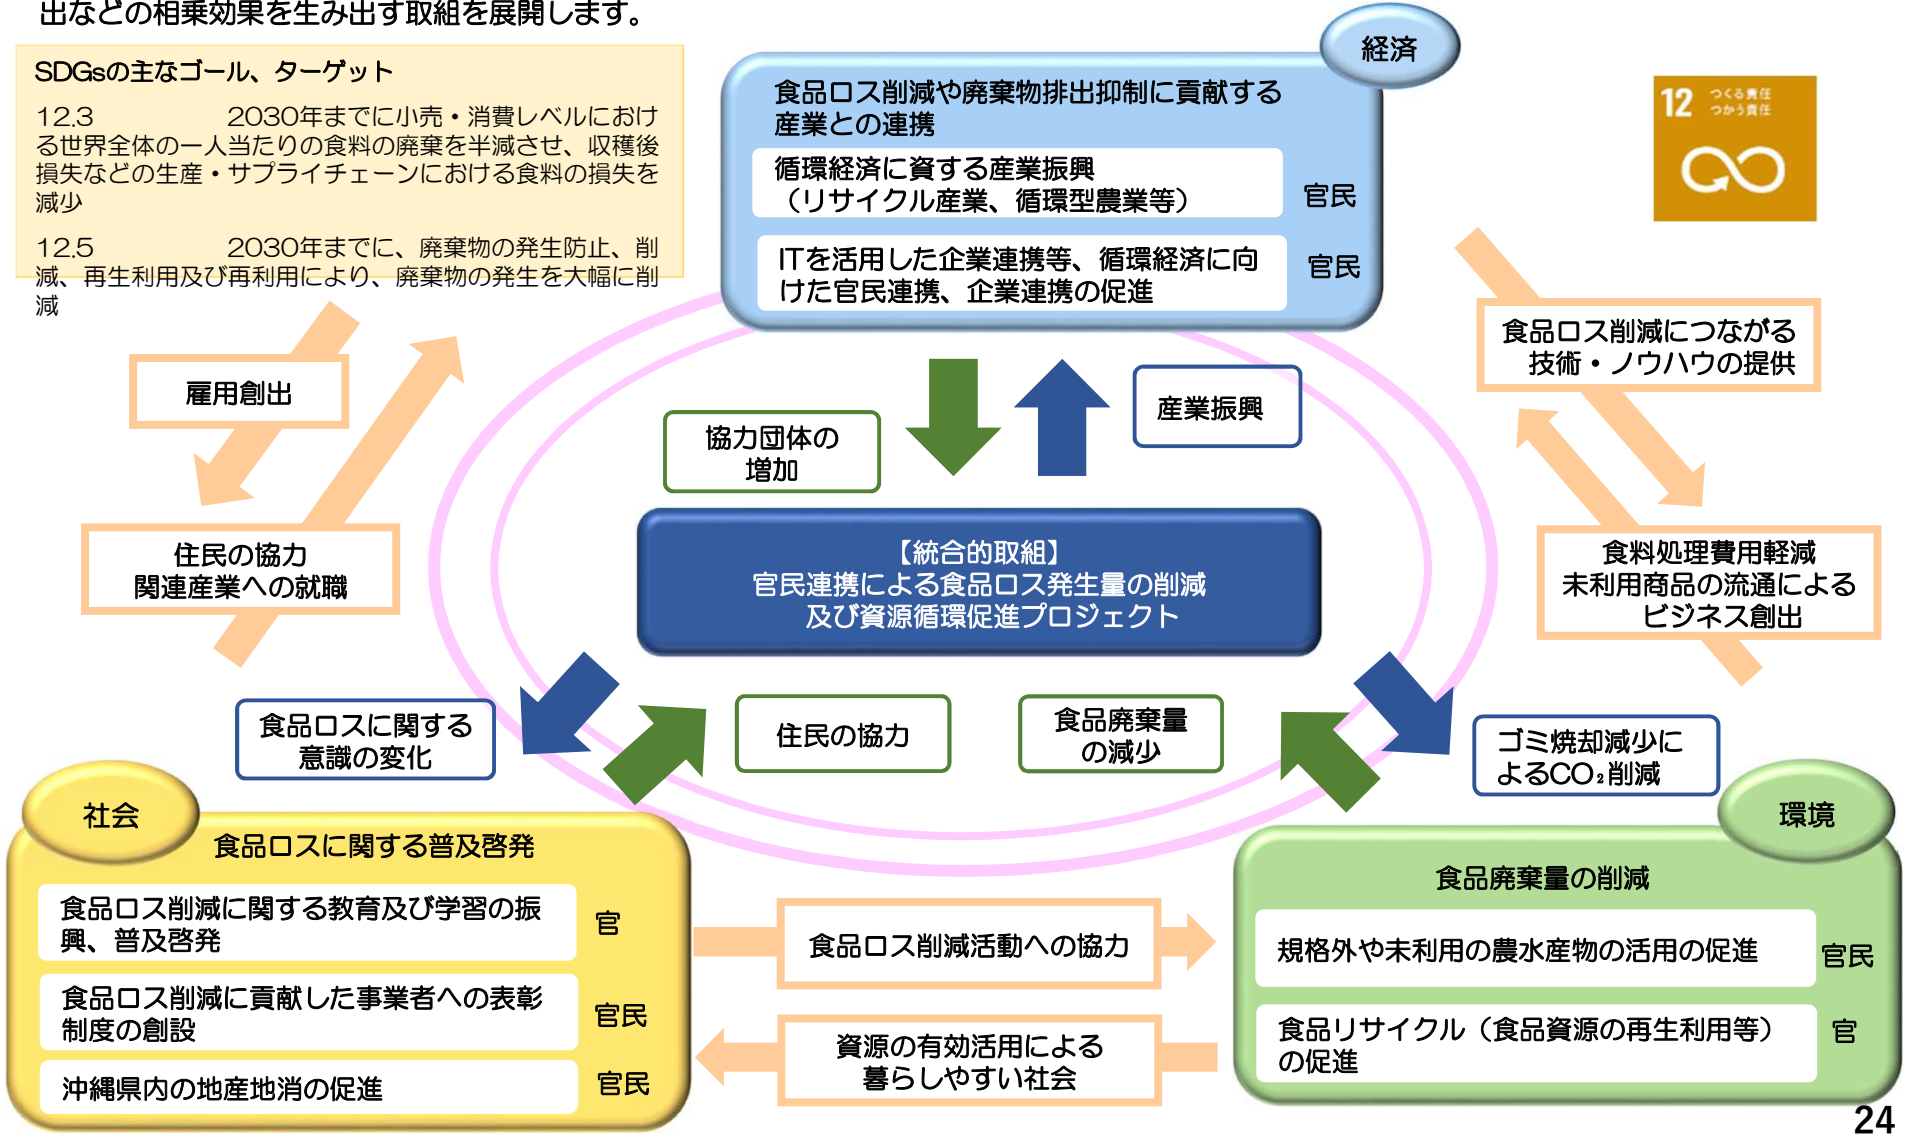 出などの相乗効果を生み出す取組を展開します。
SDGsの主なゴール、ターゲット
12.3 2030年までに小売・消費レベルにおけ
る世界全体の一人当たりの食料の廃棄を半減させ、収穫後
損失などの生産・サプライチェーンにおける食料の損失を
減少
12.5 2030年までに、廃棄物の発生防止、削
減、再生利用及び再利用により、廃棄物の発生を大幅に削
減
経済
食品ロス削減や廃棄物排出抑制に貢献する
産業との連携
循環経済に資する産業振興
（リサイクル産業、循環型農業等）
官民
ITを活用した企業連携等、循環経済に向
けた官民連携、企業連携の促進
官民
12 つくる責任
つかう責任
雇用創出
住民の協力
関連産業への就職
協力団体の
増加
産業振興
食品ロス削減につながる
技術・ノウハウの提供
食料処理費用軽減
未利用商品の流通による
ビジネス創出
【統合的取組】
官民連携による食品ロス発生量の削減
及び資源循環促進プロジェクト
食品ロスに関する
意識の変化
住民の協力
食品廃棄量
の減少
ゴミ焼却減少に
よるCO₂削減
社会
食品ロスに関する普及啓発
食品ロス削減に関する教育及び学習の振
興、普及啓発
官
食品ロス削減に貢献した事業者への表彰
制度の創設
官民
沖縄県内の地産地消の促進
官民
食品ロス削減活動への協力
資源の有効活用による
暮らしやすい社会
環境
食品廃棄量の削減
規格外や未利用の農水産物の活用の促進
官民
食品リサイクル（食品資源の再生利用等）
の促進
官
24